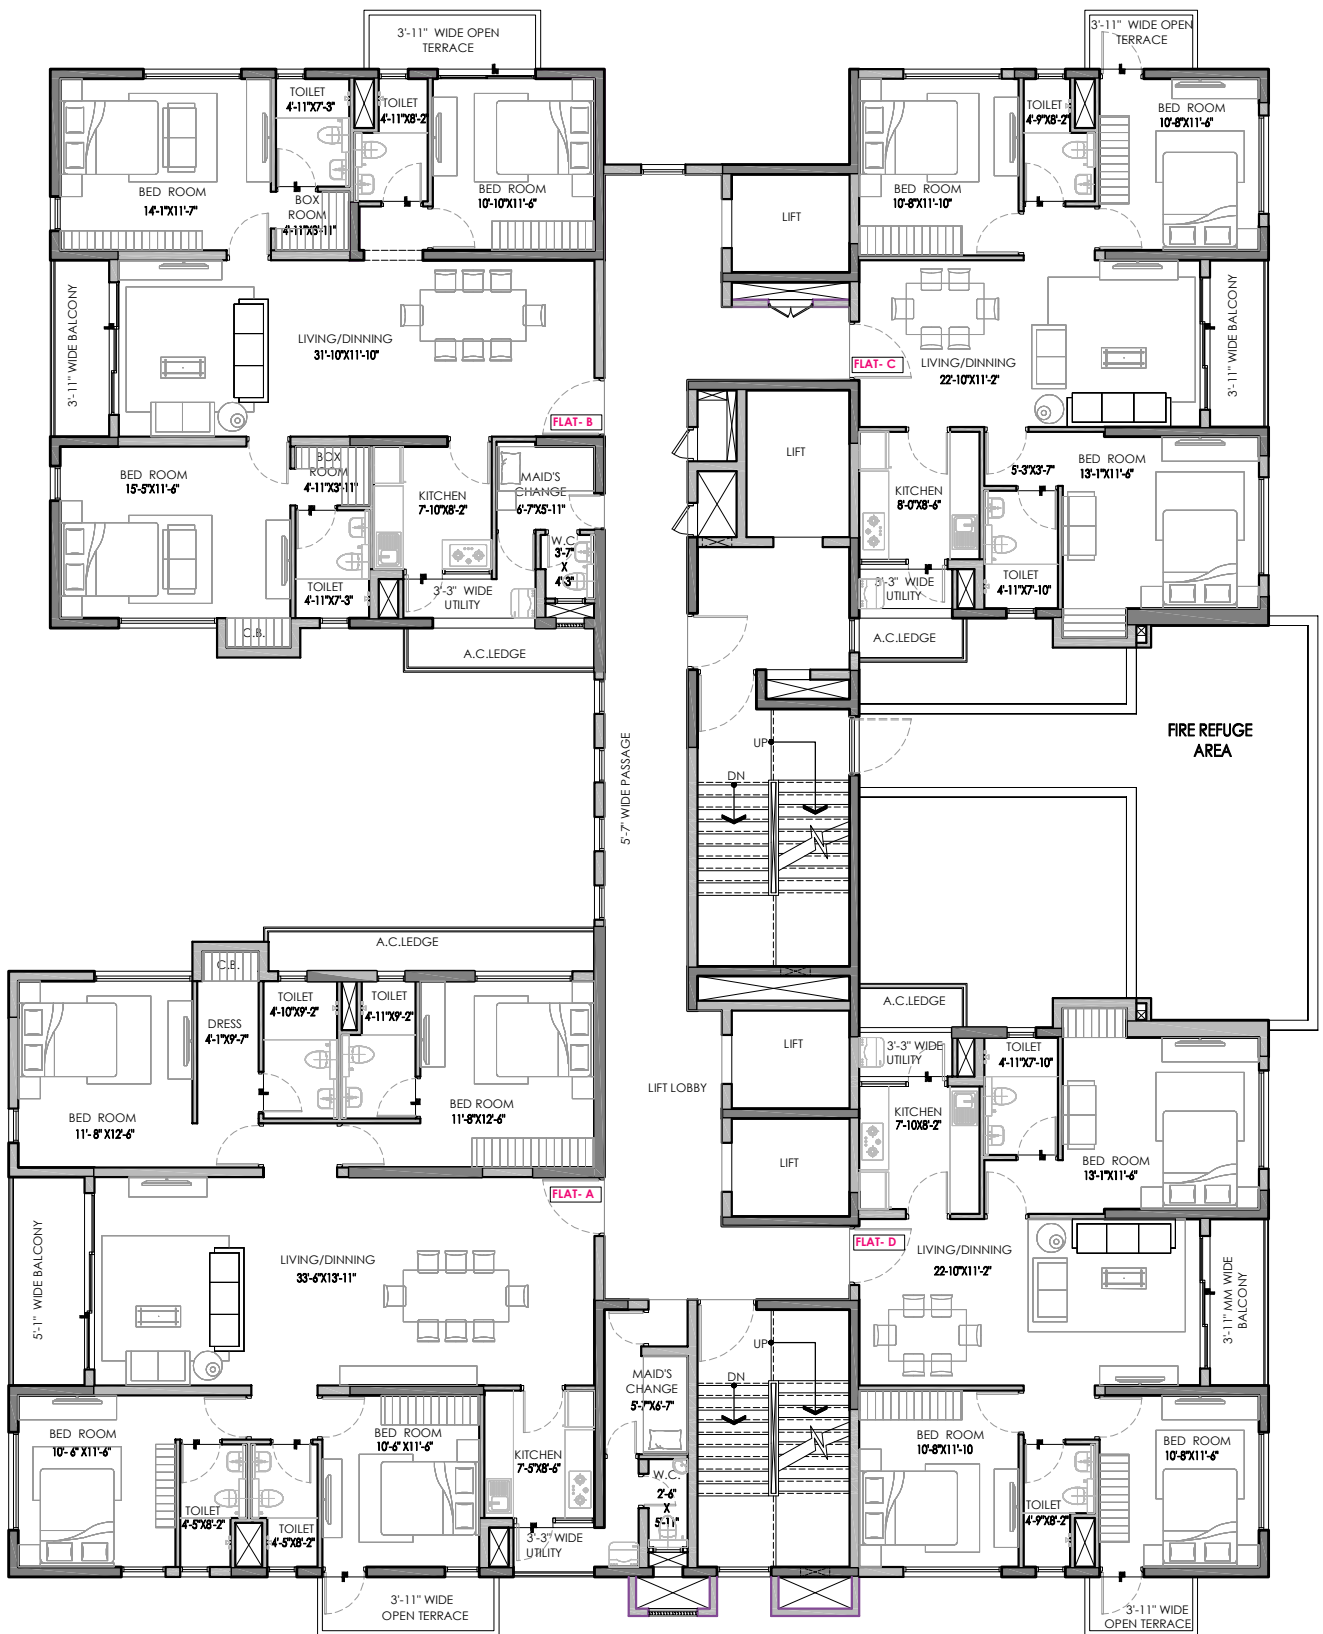 3'-11" WIDE OPEN
TERRACE
3'-11" WIDE OPEN
TERRACE
TOILET
4'-11"X7'-3"
TOILET
4'-11"X8'-2"
BED ROOM
14'-1"X11'-7"
BOX
ROOM
4'-11"X3'-11"
BED ROOM
10'-10"X11'-6"
LIFT
BED ROOM
10'-8"X11'-10"
TOILET
4'-9"X8'-2"
BED ROOM
10'-8"X11'-6"
3'-11" WIDE BALCONY
LIVING/DINNING
31'-10"X11'-10"
FLAT- B
FLAT- C
LIVING/DINNING
22'-10"X11'-2"
3'-11" WIDE BALCONY
BED ROOM
15'-5"X11'-6"
BOX
ROOM
4'-11"X3'-11"
KITCHEN
7'-10"X8'-2"
MAID'S
CHANGE
6'-7"X5'-11"
W.C.
3'-7"
X
4'-3"
TOILET
4'-11"X7'-3"
3'-3" WIDE
UTILITY
C.B.
A.C.LEDGE
LIFT
KITCHEN
8'-0"X8'-6"
5'-3"X3'-7"
BED ROOM
13'-1"X11'-6"
TOILET
4'-11"X7'-10"
3'-3" WIDE
UTILITY
A.C.LEDGE
FIRE REFUGE
AREA
5'-7" WIDE PASSAGE
UP
DN
A.C.LEDGE
C.B.
DRESS
4'-1"X9'-7"
TOILET
4'-10"X9'-2"
TOILET
4'-11"X9'-2"
BED ROOM
11'- 8" X12'-6"
BED ROOM
11'-8"X12'-6"
LIFT LOBBY
LIFT
LIFT
A.C.LEDGE
3'-3" WIDE
UTILITY
TOILET
4'-11"X7'-10"
KITCHEN
7'-10X8'-2"
BED ROOM
13'-1"X11'-6"
FLAT- A
FLAT- D
5'-1" WIDE BALCONY
LIVING/DINNING
33'-6"X13'-11"
LIVING/DINNING
22-10"X11'-2"
3'-11" MM WIDE
BALCONY
UP
DN
MAID'S
CHANGE
5'-7"X6'-7"
W.C.
2'-6"
X
5'-11"
BED ROOM
10'- 6" X11'-6"
TOILET
4'-5"X8'-2"
TOILET
4'-5"X8'-2"
BED ROOM
10'-6" X11'-6"
KITCHEN
7'-5"X8'-6"
3'-3" WIDE
UTILITY
BED ROOM
10'-8"X11'-10
TOILET
4'-9"X8'-2"
BED ROOM
10'-8"X11'-6"
3'-11" WIDE
OPEN TERRACE
3'-11" WIDE
OPEN TERRACE